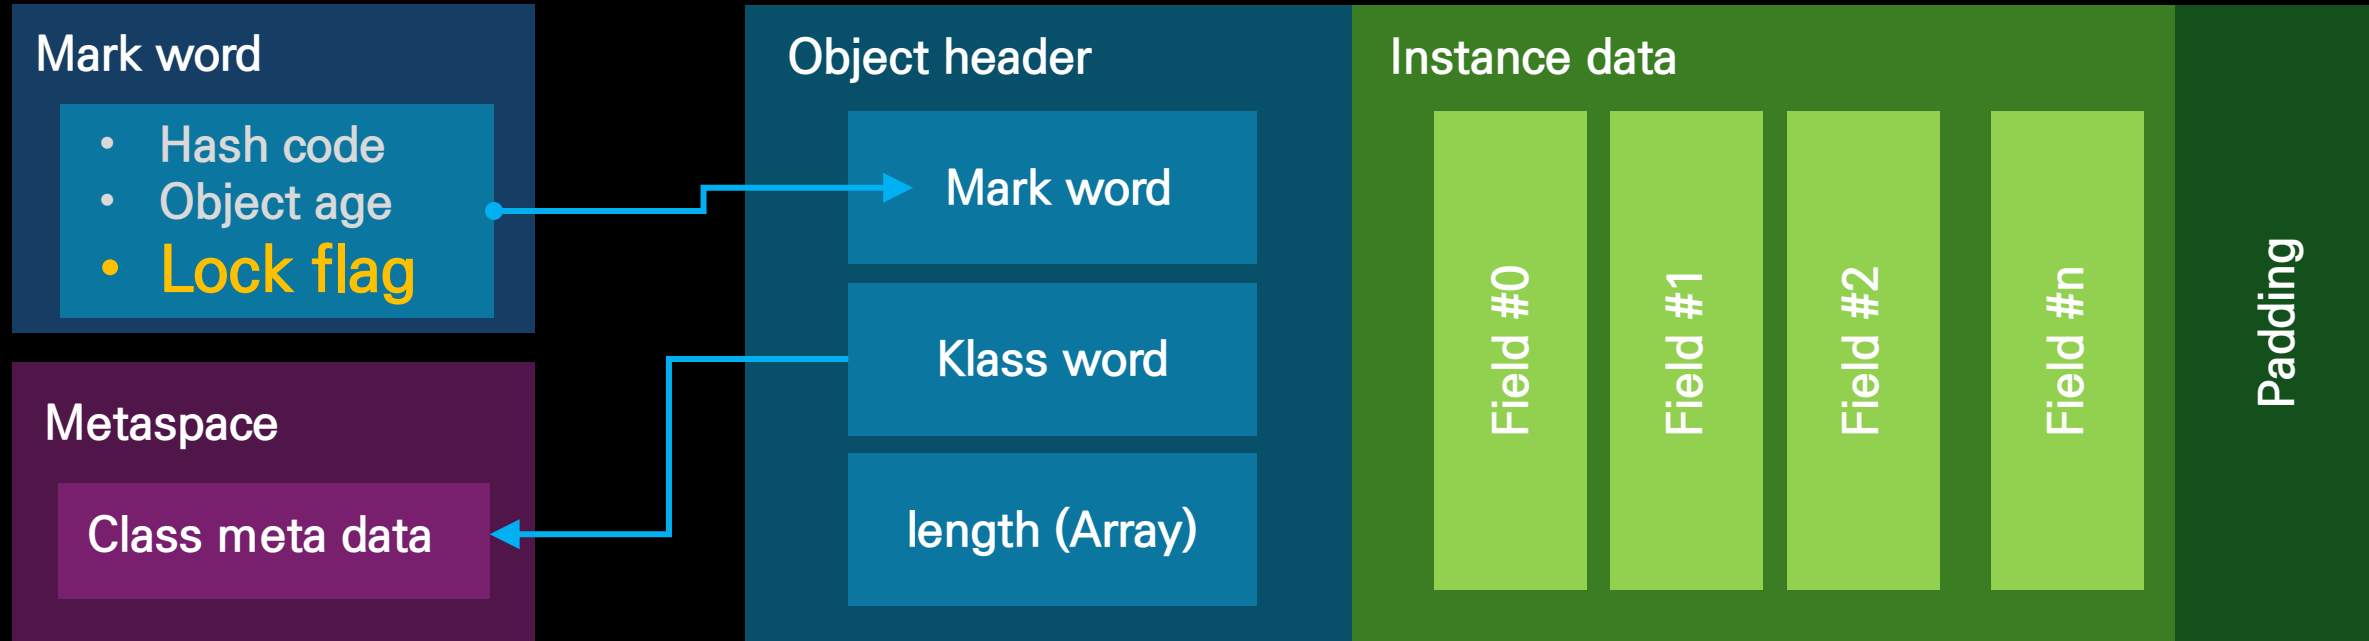 Mark word
• Hash code
• Object age
• Lock flag
Metaspace
Class meta data
Object header
Mark word
Klass word
length (Array)
Instance data
Field #0
Field #1
Field #2
Field #n
Padding